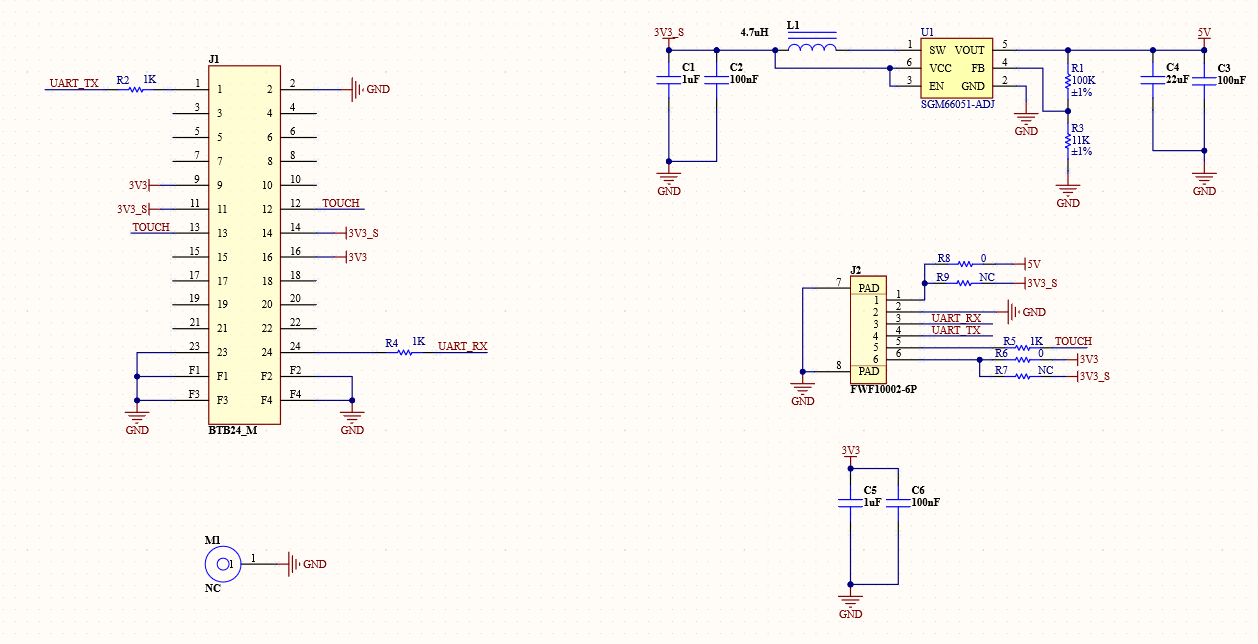 J1
UART_TX R2 1K 1 1 2 2 GND
3 3 4 4
5 5 6 6
7 7 8 8
3V3 9 9 10 10
3V3_S 11 11 12 12 TOUCH
TOUCH 13 13 14 14 3V3_S
15 15 16 16 3V3
17 17 18 18
19 19 20 20
21 21 22 22
23 23 24 24 R4 1K UART_RX
F1 F1 F2 F2
F3 F3 F4 F4
GND GND
BTB24_M
M1
1 1 GND
NC
3V3_S 4.7uH L1 U1 5V
1 SW VOUT 5
6 VCC FB 4
3 EN GND 2
SGM66051-ADJ
GND
C1
1uF
C2
100nF
GND
R1
100K
±1%
R3
11K
±1%
GND
C4
22uF
C3
100nF
GND
J2
R8 0 5V
R9 NC 3V3_S
7 PAD
1 1
2 2 GND
3 3 UART_RX
4 4 UART_TX
5 5 R5 1K TOUCH
6 6 R6 0 3V3
R7 NC 3V3_S
8 PAD
GND
FWF10002-6P
3V3
C5
1uF
C6
100nF
GND